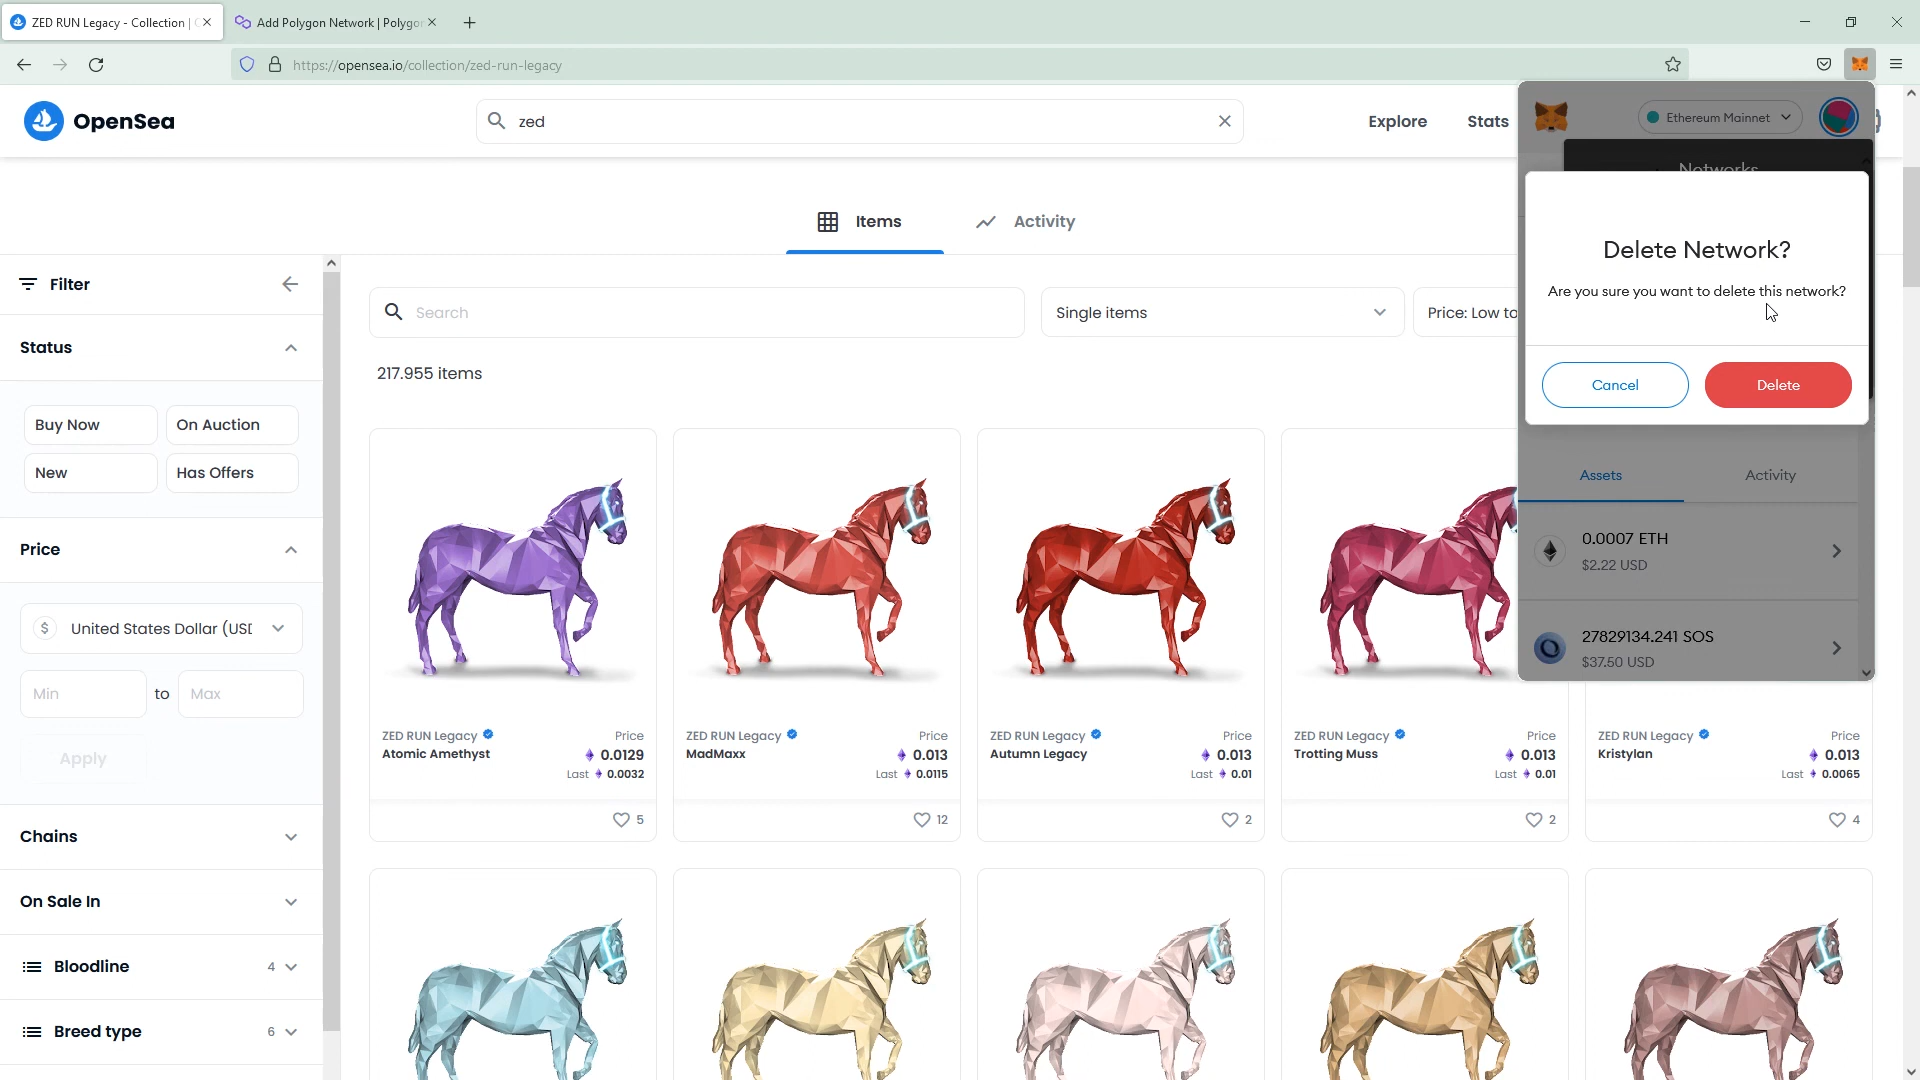 ZED RUN Legacy - Collection |
Add Polygon Network | Polygo
https://opensea.io/collection/zed-run-legacy
OpenSea
zed
Explore
Stats
Ethereum Mainnet
Networks
Items
Activity
Delete Network?
Are you sure you want to delete this network?
Cancel
Delete
Filter
Search
Single items
Price: Low to
Status
217.955 items
Buy Now
On Auction
New
Has Offers
Assets
Activity
0.0007 ETH
$2.22 USD
27829134.241 SOS
$37.50 USD
Price
$
United States Dollar (USD
Min
to
Max
Apply
ZED RUN Legacy
Price
Atomic Amethyst
0.0129
Last
0.0032
5
ZED RUN Legacy
Price
MadMaxx
0.013
Last
0.0115
12
ZED RUN Legacy
Price
Autumn Legacy
0.013
Last
0.01
2
ZED RUN Legacy
Price
Trotting Muss
0.013
Last
0.01
2
ZED RUN Legacy
Price
Kristylan
0.013
Last
0.0065
4
Chains
On Sale In
Bloodline
4
Breed type
6